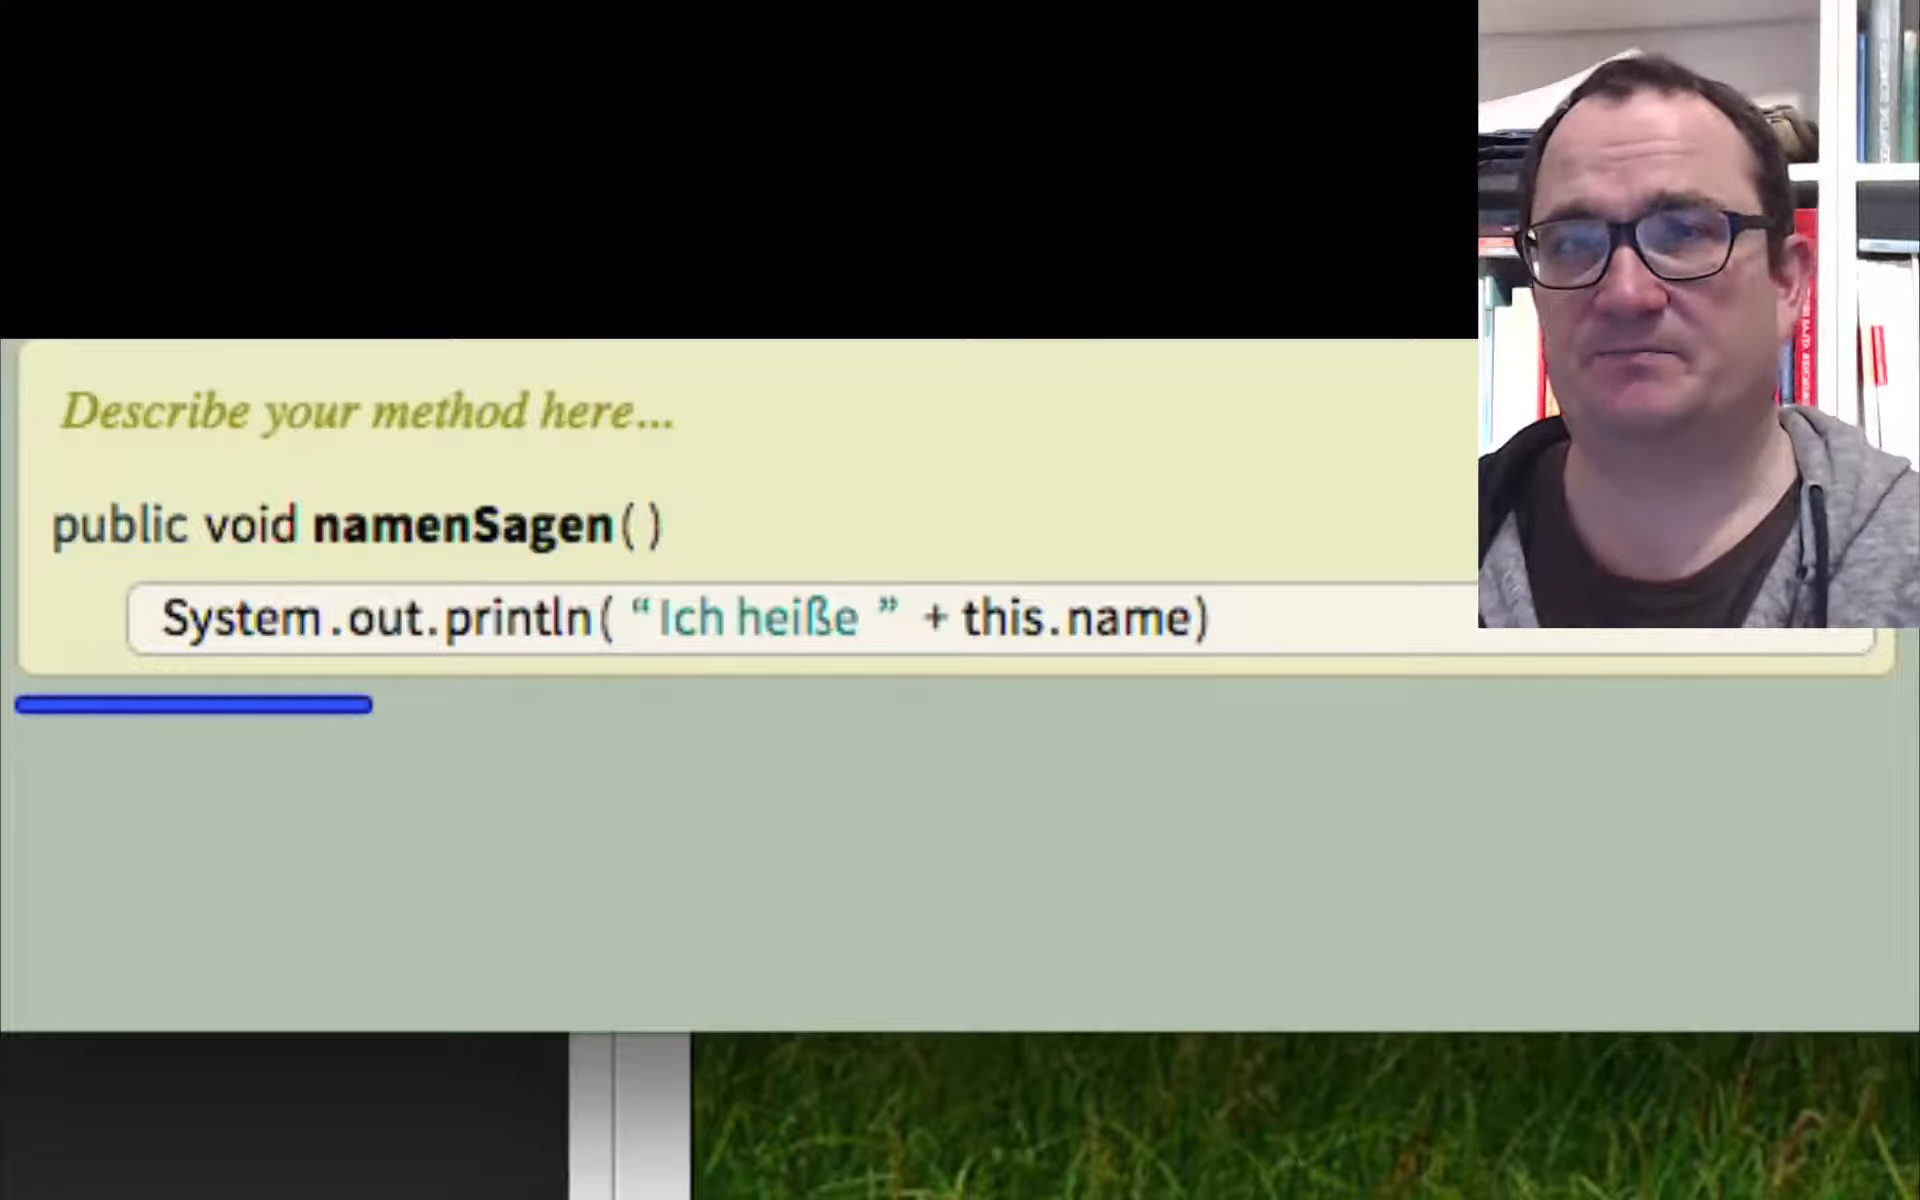 Describe your method here...
public void namenSagen()
System.out.println( “Ich heiße ” + this.name)